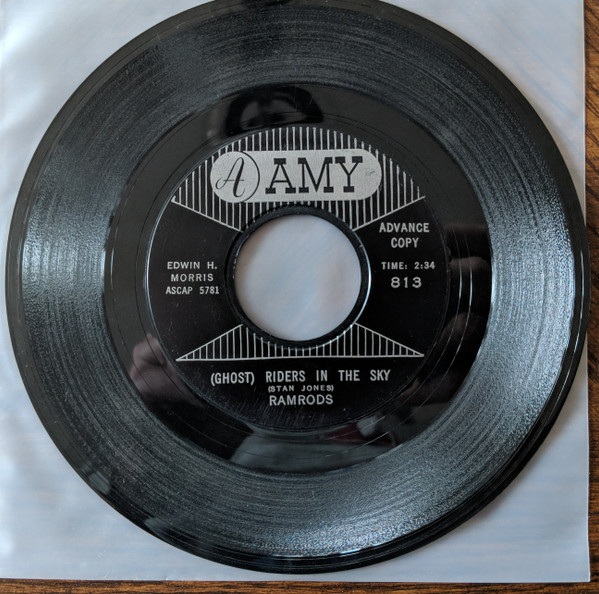 A AMY
ADVANCE
COPY
EDWIN H.
MORRIS
ASCAP 5781
TIME: 2:34
813
(GHOST) RIDERS IN THE SKY
(STAN JONES)
RAMRODS